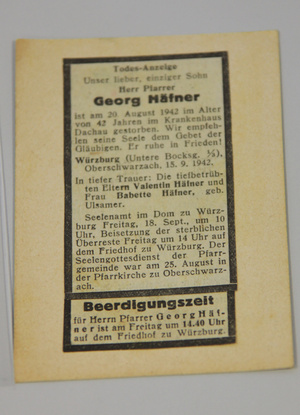 Todes-Anzeige
Unser lieber, einziger Sohn
Herr Pfarrer
Georg Häfner
ist am 20. August 1942 im Alter
von 42 Jahren im Krankenhaus
Dachau gestorben. Wir empfeh-
len seine Seele dem Gebet der
Gläubigen. Er ruhe in Frieden!
Würzburg (Untere Bocksg. ⅔),
Oberschwarzach, 15. 9. 1942.
In tiefer Trauer: Die tiefbetrüb-
ten Eltern Valentin Häfner und
Frau Babette Häfner, geb.
Ulsamer.
Seelenamt im Dom zu Würz-
burg Freitag, 18. Sept., um 10
Uhr. Beisetzung der sterblichen
Überreste Freitag um 14 Uhr auf
dem Friedhof zu Würzburg. Der
Seelengottesdienst der Pfarr-
gemeinde war am 25. August in
der Pfarrkirche zu Oberschwarz-
ach.
Beerdigungszeit
für Herrn Pfarrer Georg Häf-
ner ist am Freitag um 14.40 Uhr
auf dem Friedhof zu Würzburg.